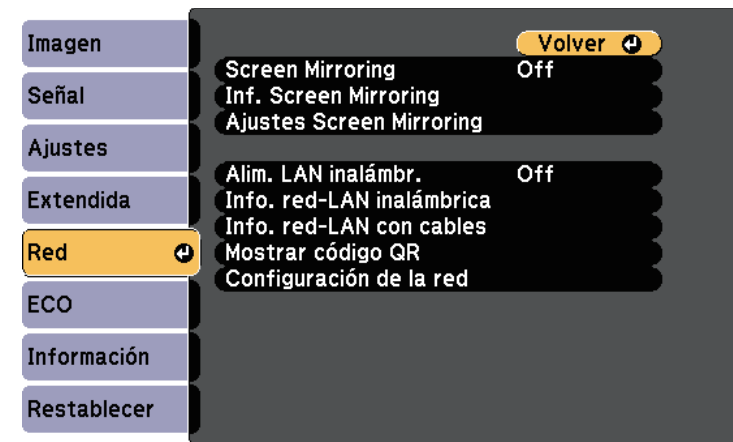 Imagen
Señal
Ajustes
Extendida
Red
ECO
Información
Restablecer
Volver
Screen Mirroring Off
Inf. Screen Mirroring
Ajustes Screen Mirroring
Alim. LAN inalámbr. Off
Info. red-LAN inalámbrica
Info. red-LAN con cables
Mostrar código QR
Configuración de la red